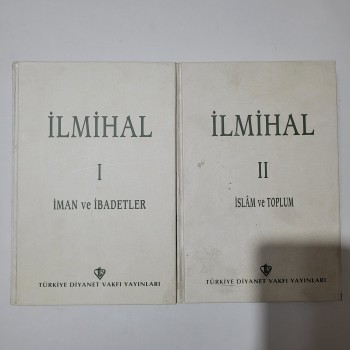 İLMİHAL
I
İMAN ve İBADETLER
TÜRKİYE DİYANET VAKFI YAYINLARI
İLMİHAL
II
İSLÂM ve TOPLUM
TÜRKİYE DİYANET VAKFI YAYINLARI